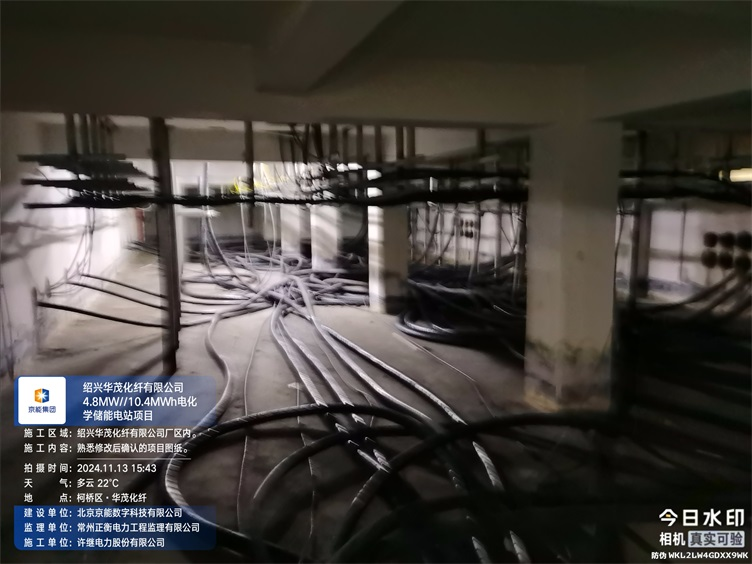 京能集团
绍兴华茂化纤有限公司
4.8MW//10.4MWh电化
学储能电站项目
施工区域：绍兴华茂化纤有限公司厂区内。
施工内容：熟悉修改后确认的项目图纸。
拍摄时间：2024.11.13 15:43
天 气：多云 22℃
地 点：柯桥区·华茂化纤
建设单位：北京京能数字科技有限公司
监理单位：常州正衡电力工程监理有限公司
施工单位：许继电力股份有限公司
今日水印
相机 真实可验
防伪 WKL2LW4GDXX9WK